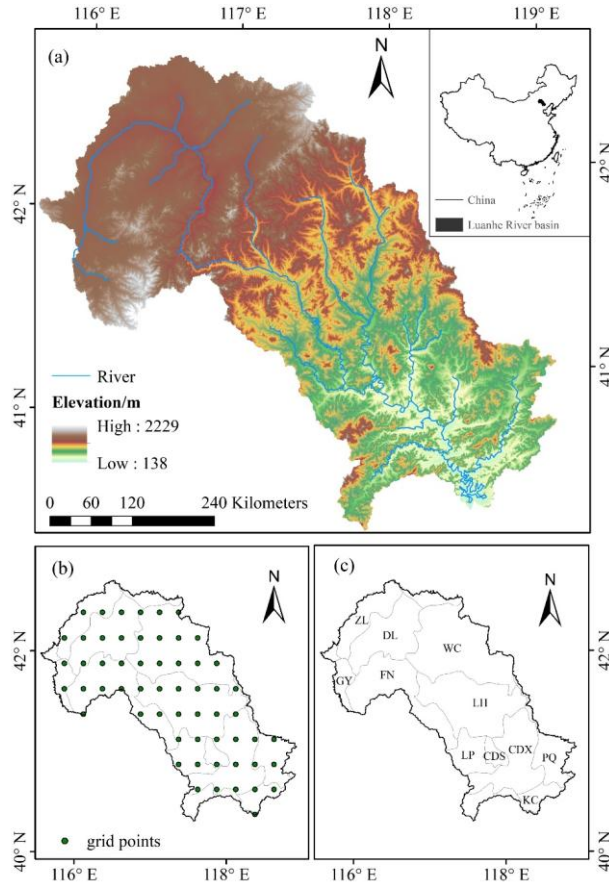 116° E
117° E
118° E
119° E
(a)
N
42° N
42° N
China
Luanhe River basin
River
41° N
41° N
Elevation/m
High : 2229
Low : 138
0 30 60 120 180 240 Kilometers
(b)
N
(c)
N
ZL
DL
WC
42° N
42° N
GY
FN
LH
LP
CDS
CDX
PQ
KC
grid points
40° N
40° N
116° E
118° E
116° E
118° E